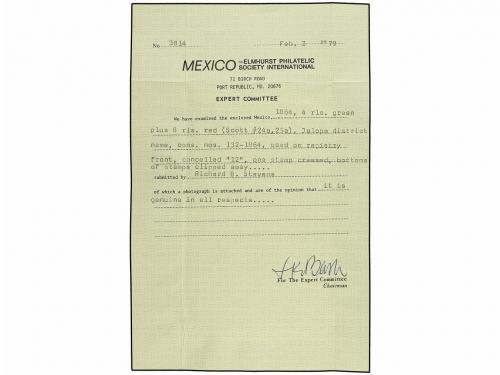 No 3814 Feb. 3 1979
MEXICO—ELMHURST PHILATELIC
SOCIETY INTERNATIONAL
72 BIRCH ROAD
PORT REPUBLIC, MD. 20676
EXPERT COMMITTEE
We have examined the enclosed Mexico 1864, 4 rls. green
plus 8 rls. red (Scott #24a,25a), Jalapa district
name, cons. nos. 132-1864, used on registry
front, cancelled "12", one stamp creased, bottoms
of stamps clipped away.....
submitted by Richard B. Stevens
of which a photograph is attached and are of the opinion that it is
genuine in all respects.....
For The Expert Committee
Chairman